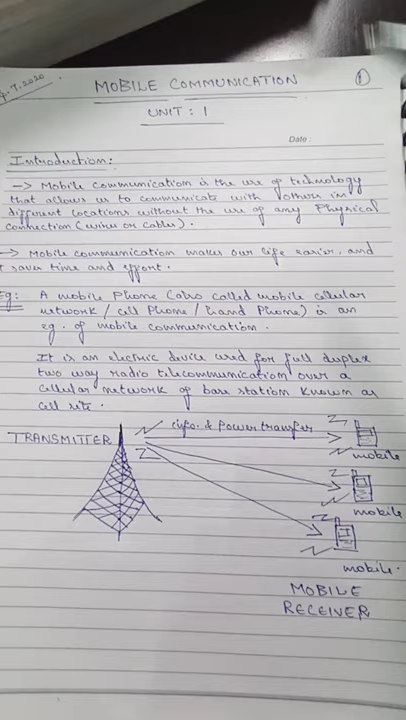 .7.2020
MOBILE COMMUNICATION
1
UNIT : 1
Date :
Introduction:
—> Mobile communication is the use of technology
that allows us to communicate with others in
different locations without the use of any Physical
connection (wires or cables).
—> Mobile communication makes our life easier, and
saves time and effort.
Eg: A mobile Phone (also called mobile cellular
network / cell Phone / hand Phone) is an
eg. of mobile communication.
It is an electric device used for full duplex
two way radio telecommunication over a
cellular network of base station known as
cell site.
TRANSMITTER
info. & Power transfer
mobile
mobile
mobile.
MOBILE
RECEIVER